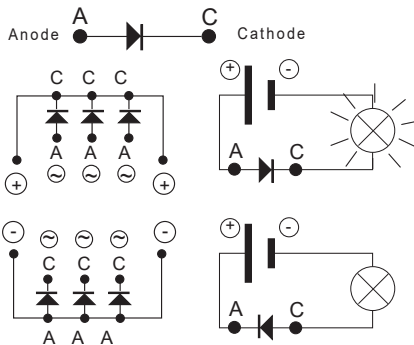 Anode A C Cathode
C C C
A A A
+ ~ ~ ~ +
+ -
A C
- ~ ~ ~ -
C C C
A A A
+ -
A C